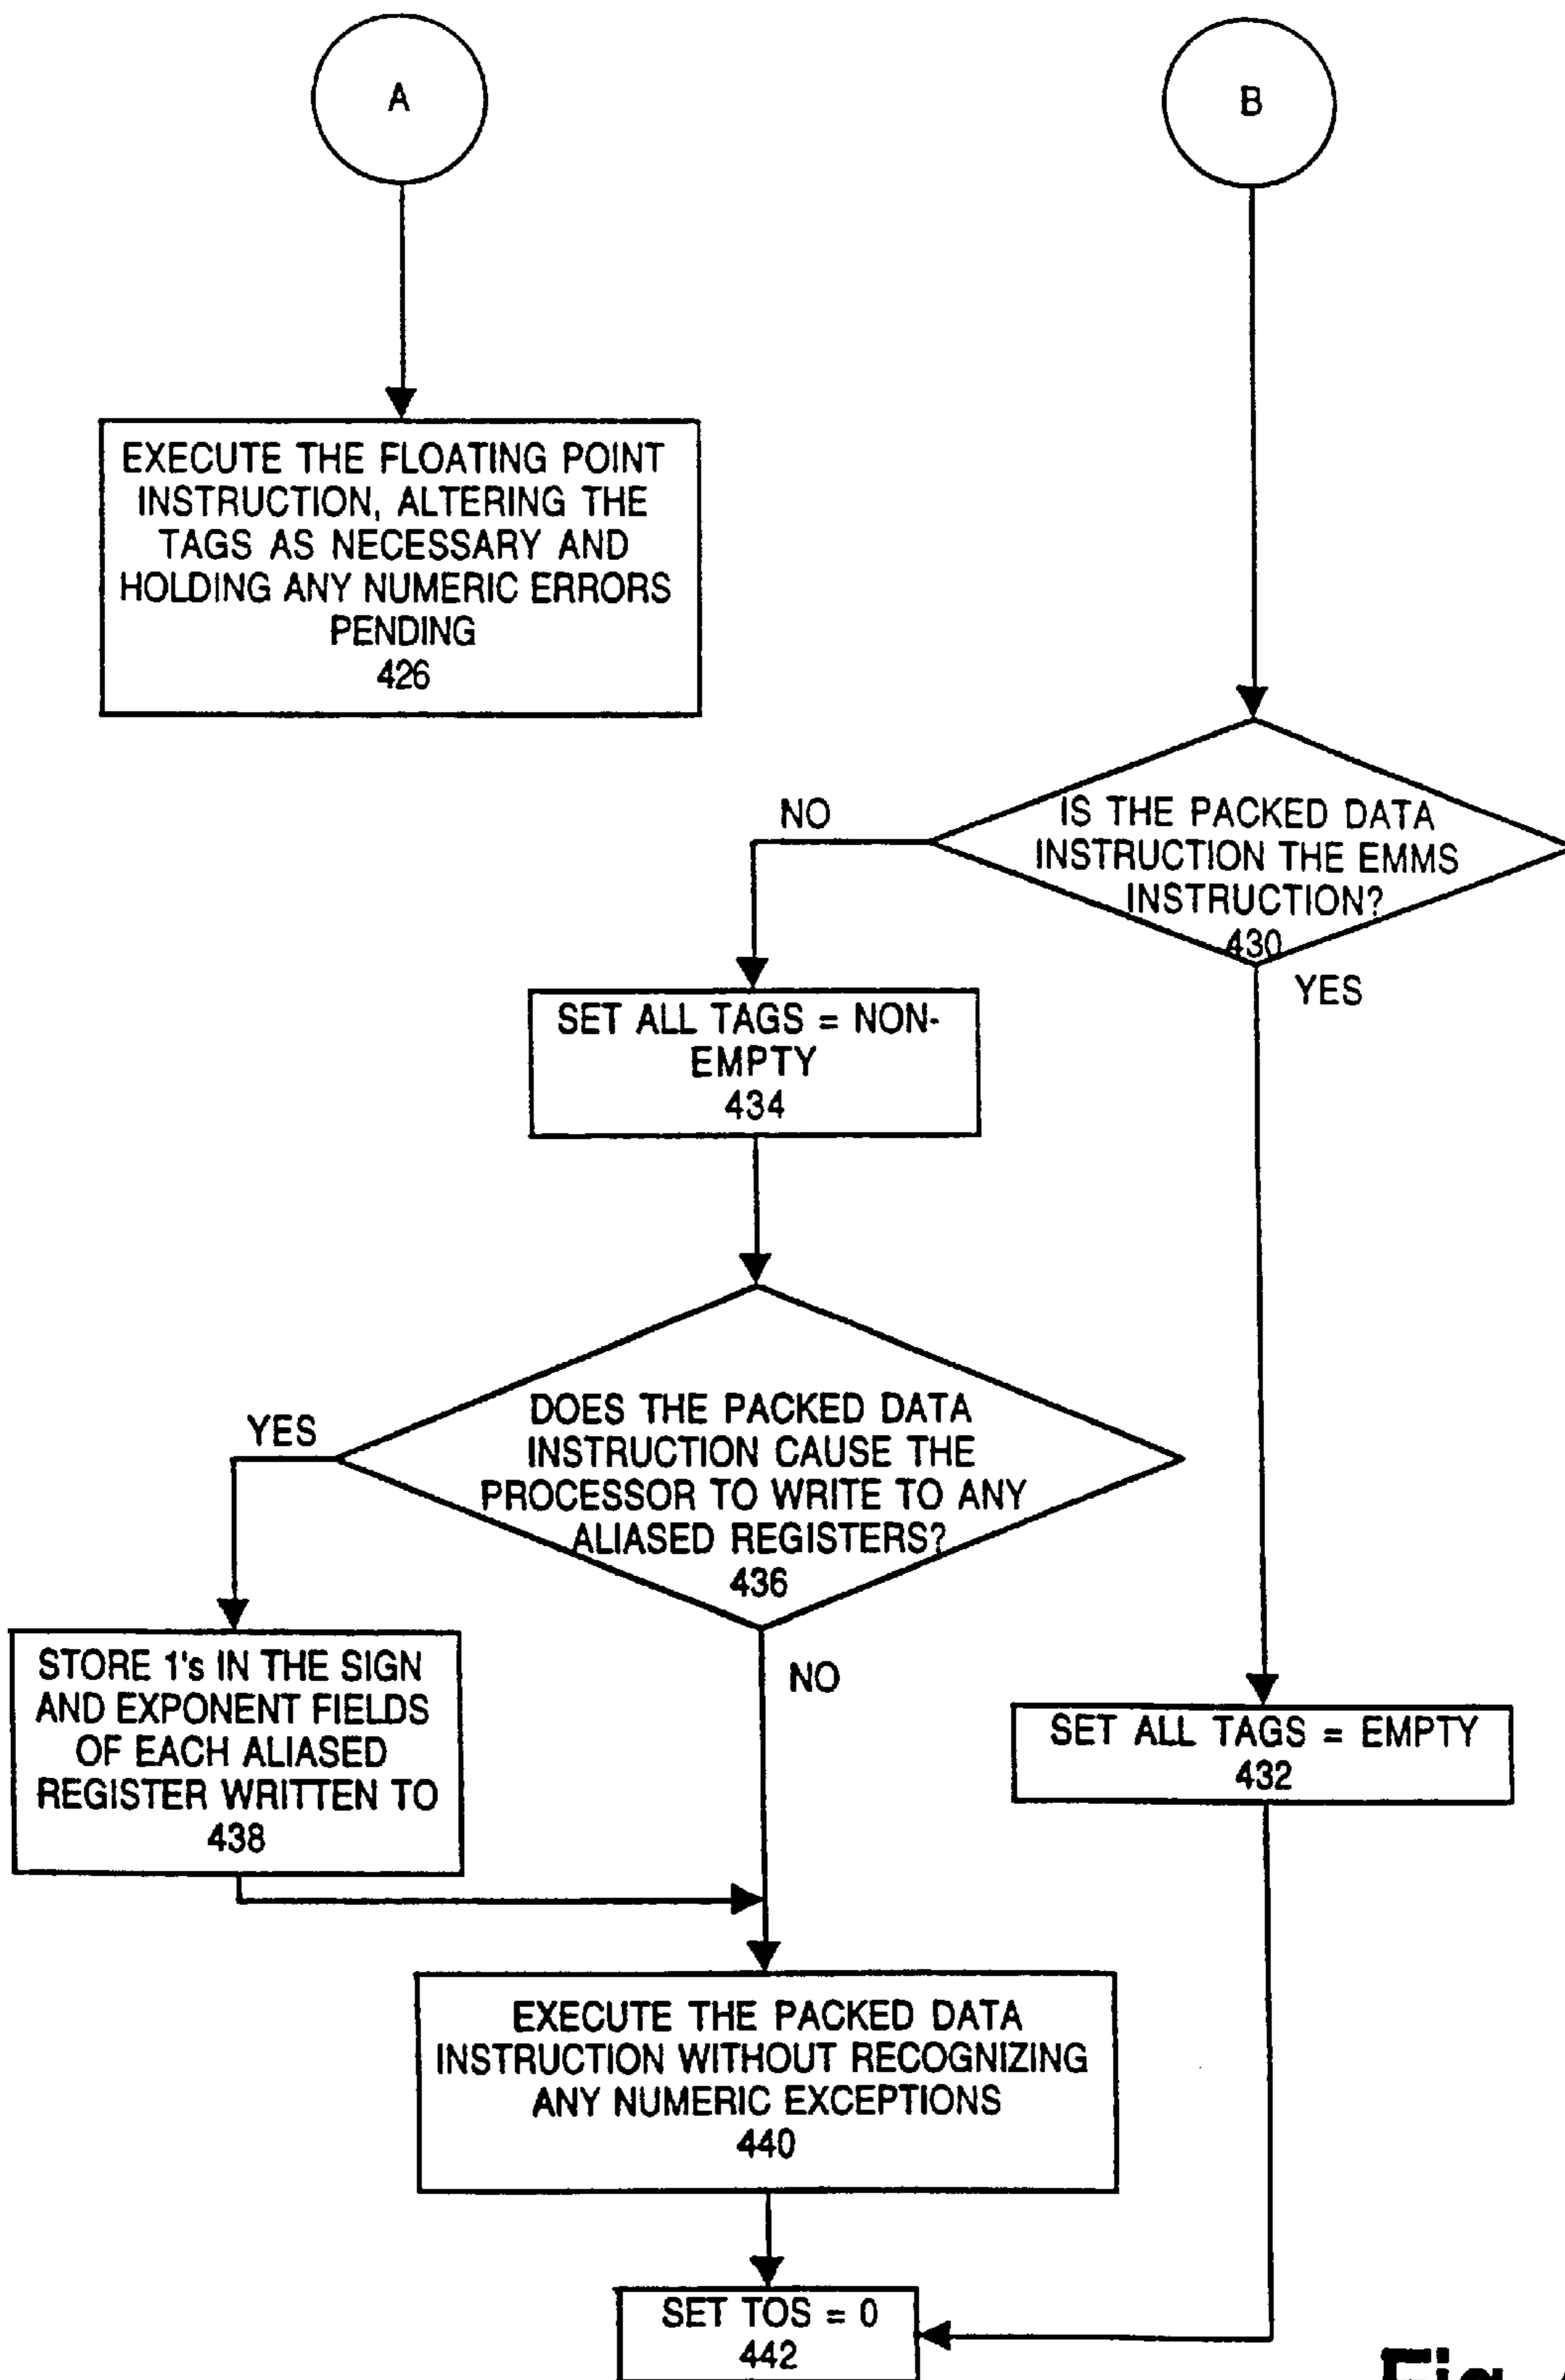 A
B
EXECUTE THE FLOATING POINT
INSTRUCTION, ALTERING THE
TAGS AS NECESSARY AND
HOLDING ANY NUMERIC ERRORS
PENDING
426
NO
IS THE PACKED DATA
INSTRUCTION THE EMMS
INSTRUCTION?
430
YES
SET ALL TAGS = NON-
EMPTY
434
YES
DOES THE PACKED DATA
INSTRUCTION CAUSE THE
PROCESSOR TO WRITE TO ANY
ALIASED REGISTERS?
436
NO
STORE 1's IN THE SIGN
AND EXPONENT FIELDS
OF EACH ALIASED
REGISTER WRITTEN TO
438
SET ALL TAGS = EMPTY
432
EXECUTE THE PACKED DATA
INSTRUCTION WITHOUT RECOGNIZING
ANY NUMERIC EXCEPTIONS
440
SET TOS = 0
442
Fig